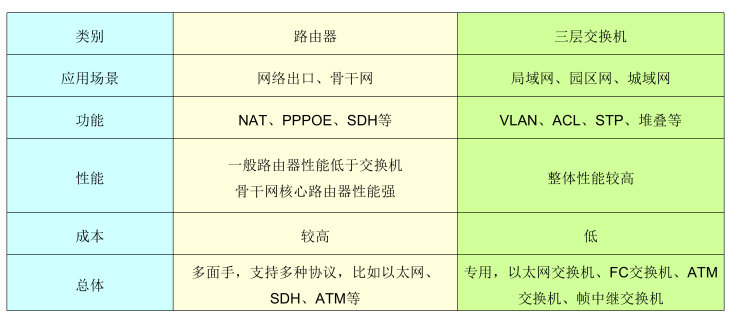 类别 路由器 三层交换机
应用场景 网络出口、骨干网 局域网、园区网、城域网
功能 NAT、PPPOE、SDH等 VLAN、ACL、STP、堆叠等
性能 一般路由器性能低于交换机
骨干网核心路由器性能强 整体性能较高
成本 较高 低
总体 多面手，支持多种协议，比如以太网、
SDH、ATM等 专用，以太网交换机、FC交换机、ATM
交换机、帧中继交换机